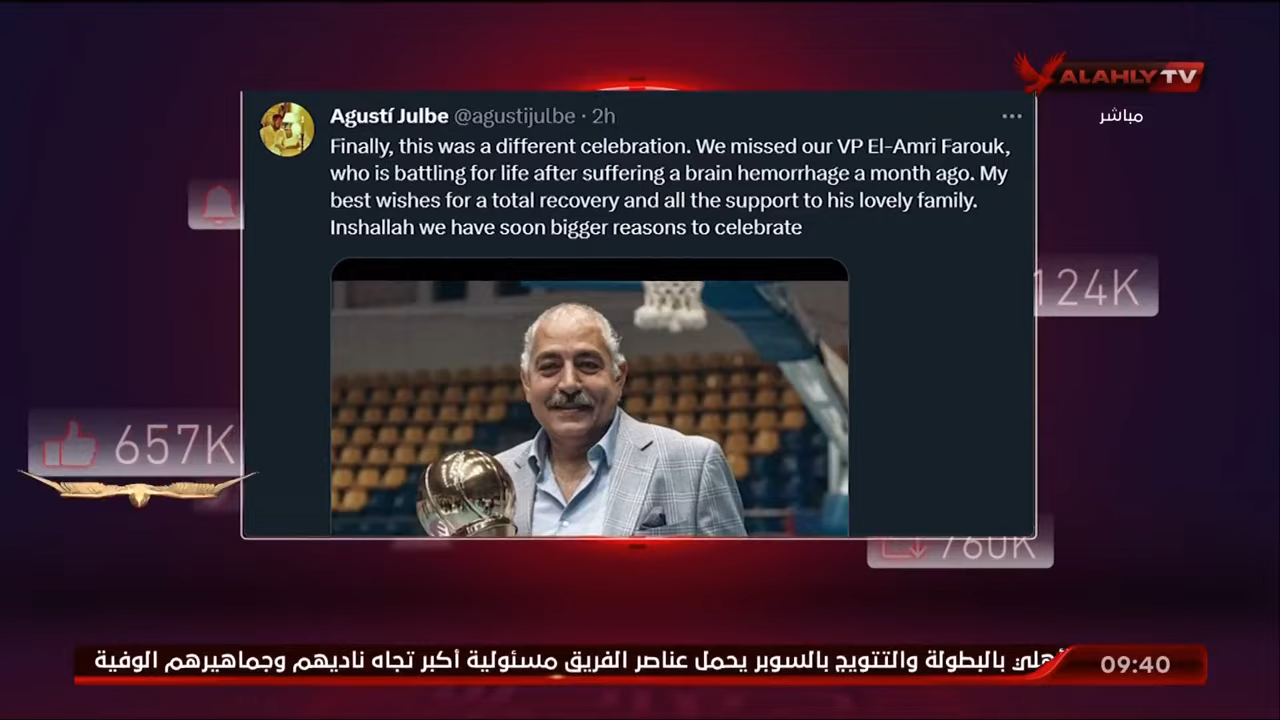 ALAHLY TV
مباشر
Agustí Julbe @agustijulbe · 2h
Finally, this was a different celebration. We missed our VP El-Amri Farouk,
who is battling for life after suffering a brain hemorrhage a month ago. My
best wishes for a total recovery and all the support to his lovely family.
Inshallah we have soon bigger reasons to celebrate
124K
657K
760K
بالبطولة والتتويج بالسوبر يحمل عناصر الفريق مسئولية أكبر تجاه ناديهم وجماهيرهم الوفية
09:40